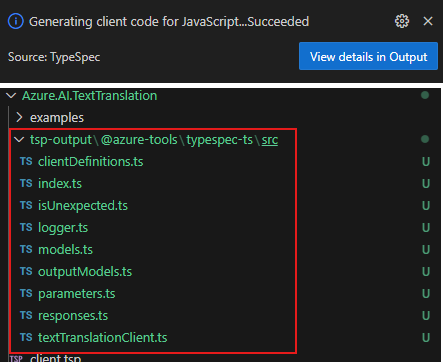 Generating client code for JavaScript...Succeeded
Source: TypeSpec
View details in Output
Azure.AI.TextTranslation
examples
tsp-output\@azure-tools\typespec-ts\src
TS clientDefinitions.ts U
TS index.ts U
TS isUnexpected.ts U
TS logger.ts U
TS models.ts U
TS outputModels.ts U
TS parameters.ts U
TS responses.ts U
TS textTranslationClient.ts U
client.tsp